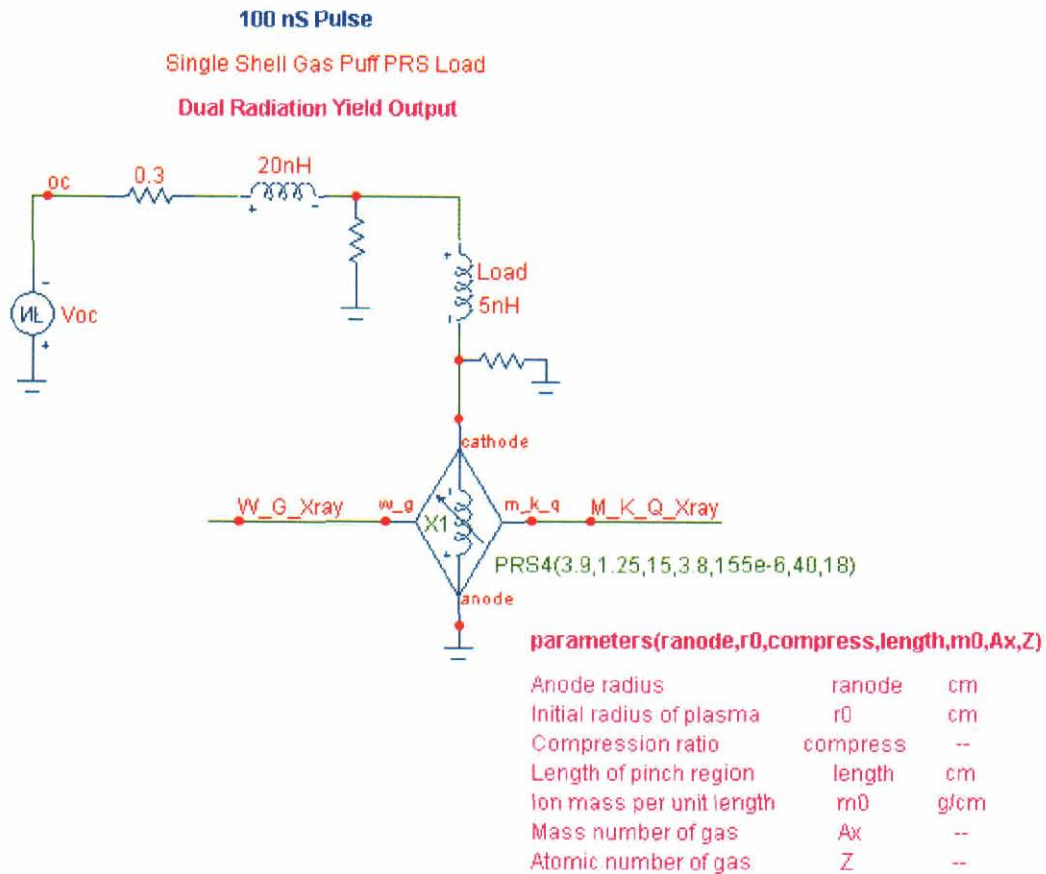 100 nS Pulse
Single Shell Gas Puff PRS Load
Dual Radiation Yield Output
oc
0.3
20nH
Load
5nH
NL
Voc
cathode
W_G_Xray
w_g
m_k_q
M_K_Q_Xray
X1
PRS4(3.9,1.25,15,3.8,155e-6,40,18)
anode
parameters(ranode,r0,compress,length,m0,Ax,Z)
Anode radius ranode cm
Initial radius of plasma r0 cm
Compression ratio compress --
Length of pinch region length cm
Ion mass per unit length m0 g/cm
Mass number of gas Ax --
Atomic number of gas Z --